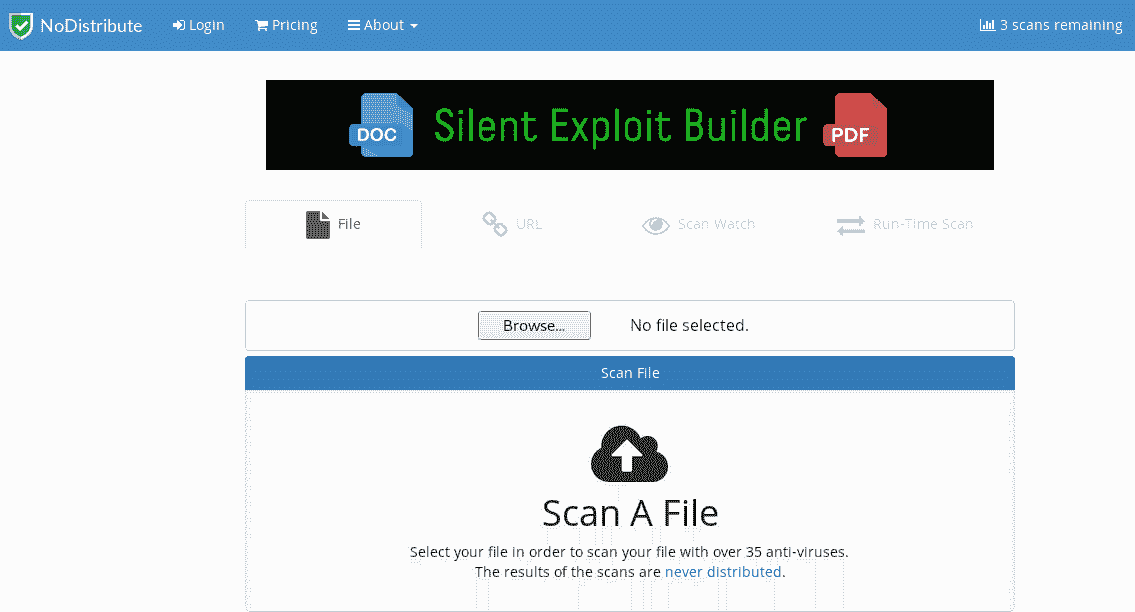 NoDistribute Login Pricing About 3 scans remaining
DOC Silent Exploit Builder PDF
File URL Scan Watch Run-Time Scan
Browse... No file selected.
Scan File
Scan A File
Select your file in order to scan your file with over 35 anti-viruses.
The results of the scans are never distributed.